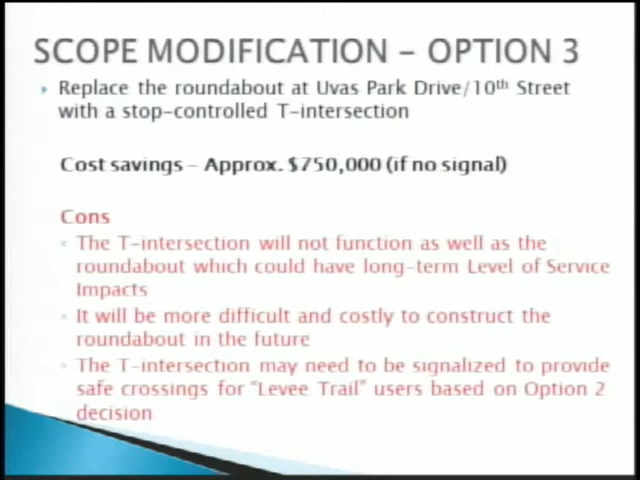 SCOPE MODIFICATION – OPTION 3
Replace the roundabout at Uvas Park Drive/10th Street
with a stop-controlled T-intersection
Cost savings – Approx. $750,000 (if no signal)
Cons
The T-intersection will not function as well as the
roundabout which could have long-term Level of Service
Impacts
It will be more difficult and costly to construct the
roundabout in the future
The T-intersection may need to be signalized to provide
safe crossings for "Levee Trail" users based on Option 2
decision